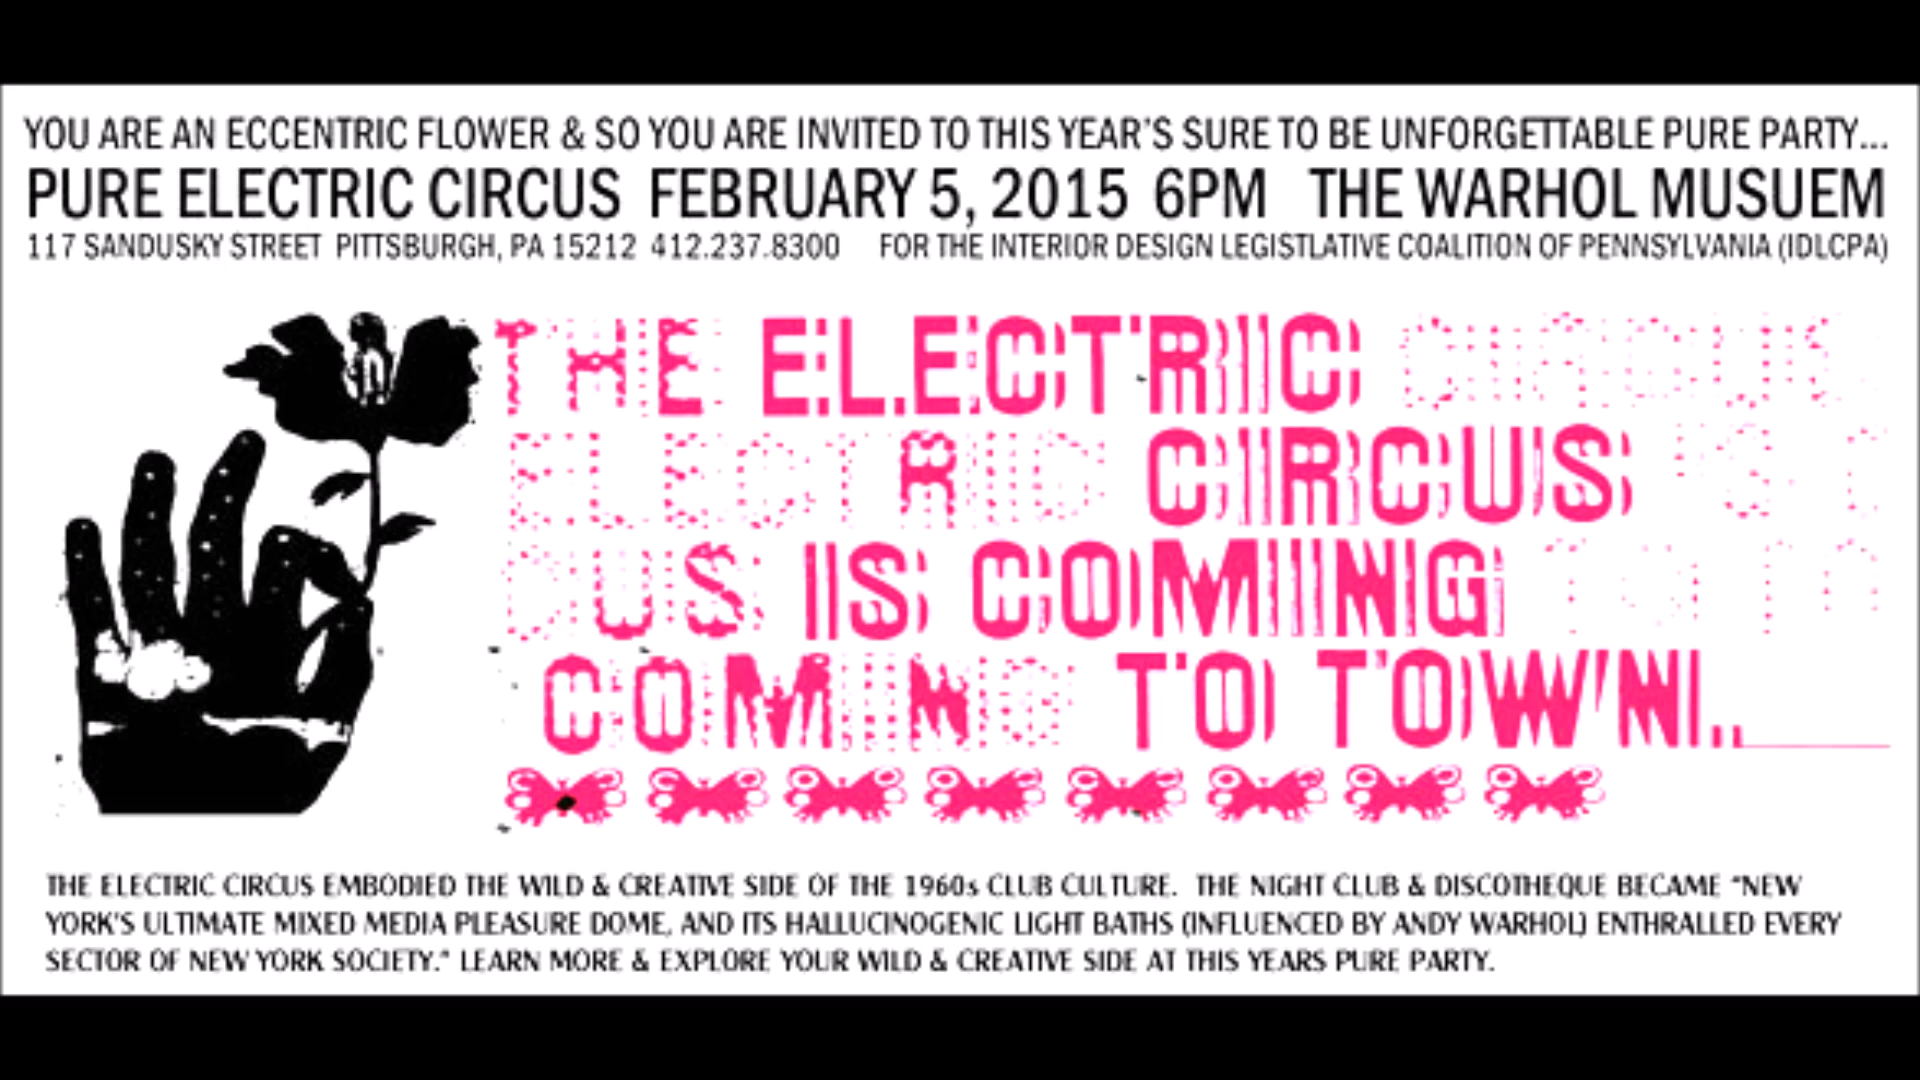 YOU ARE AN ECCENTRIC FLOWER & SO YOU ARE INVITED TO THIS YEAR'S SURE TO BE UNFORGETTABLE PURE PARTY...
PURE ELECTRIC CIRCUS FEBRUARY 5, 2015 6PM THE WARHOL MUSUEM
117 SANDUSKY STREET PITTSBURGH, PA 15212 412.237.8300 FOR THE INTERIOR DESIGN LEGISTLATIVE COALITION OF PENNSYLVANIA (IDLCPA)
THE ELECTRIC CIRCUS
ELECTRIC CIRCUS
CUS IS COMING
COMING TO TOWN..
THE ELECTRIC CIRCUS EMBODIED THE WILD & CREATIVE SIDE OF THE 1960s CLUB CULTURE. THE NIGHT CLUB & DISCOTHEQUE BECAME "NEW
YORK'S ULTIMATE MIXED MEDIA PLEASURE DOME, AND ITS HALLUCINOGENIC LIGHT BATHS (INFLUENCED BY ANDY WARHOL) ENTHRALLED EVERY
SECTOR OF NEW YORK SOCIETY." LEARN MORE & EXPLORE YOUR WILD & CREATIVE SIDE AT THIS YEARS PURE PARTY.